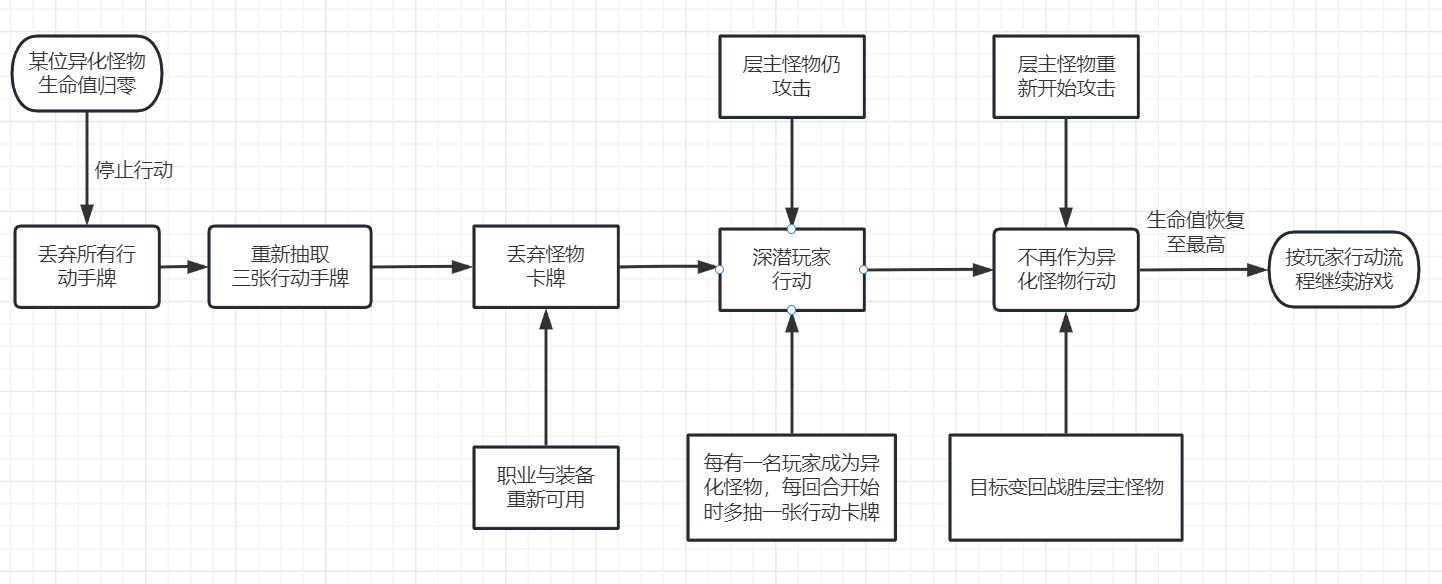 某位异化怪物
生命值归零
停止行动
丢弃所有行
动手牌
重新抽取
三张行动手牌
丢弃怪物
卡牌
职业与装备
重新可用
层主怪物仍
攻击
深潜玩家
行动
每有一名玩家成为异
化怪物，每回合开始
时多抽一张行动卡牌
层主怪物重
新开始攻击
不再作为异
化怪物行动
目标变回战胜层主怪物
生命值恢复
至最高
按玩家行动流
程继续游戏